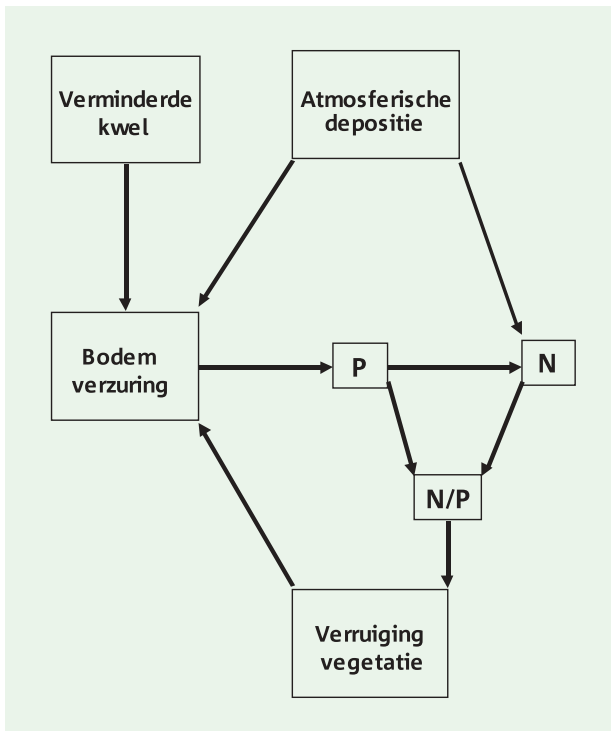 Verminderde
kwel
Atmosferische
depositie
Bodem
verzuring
P
N
N/P
Verruiging
vegetatie